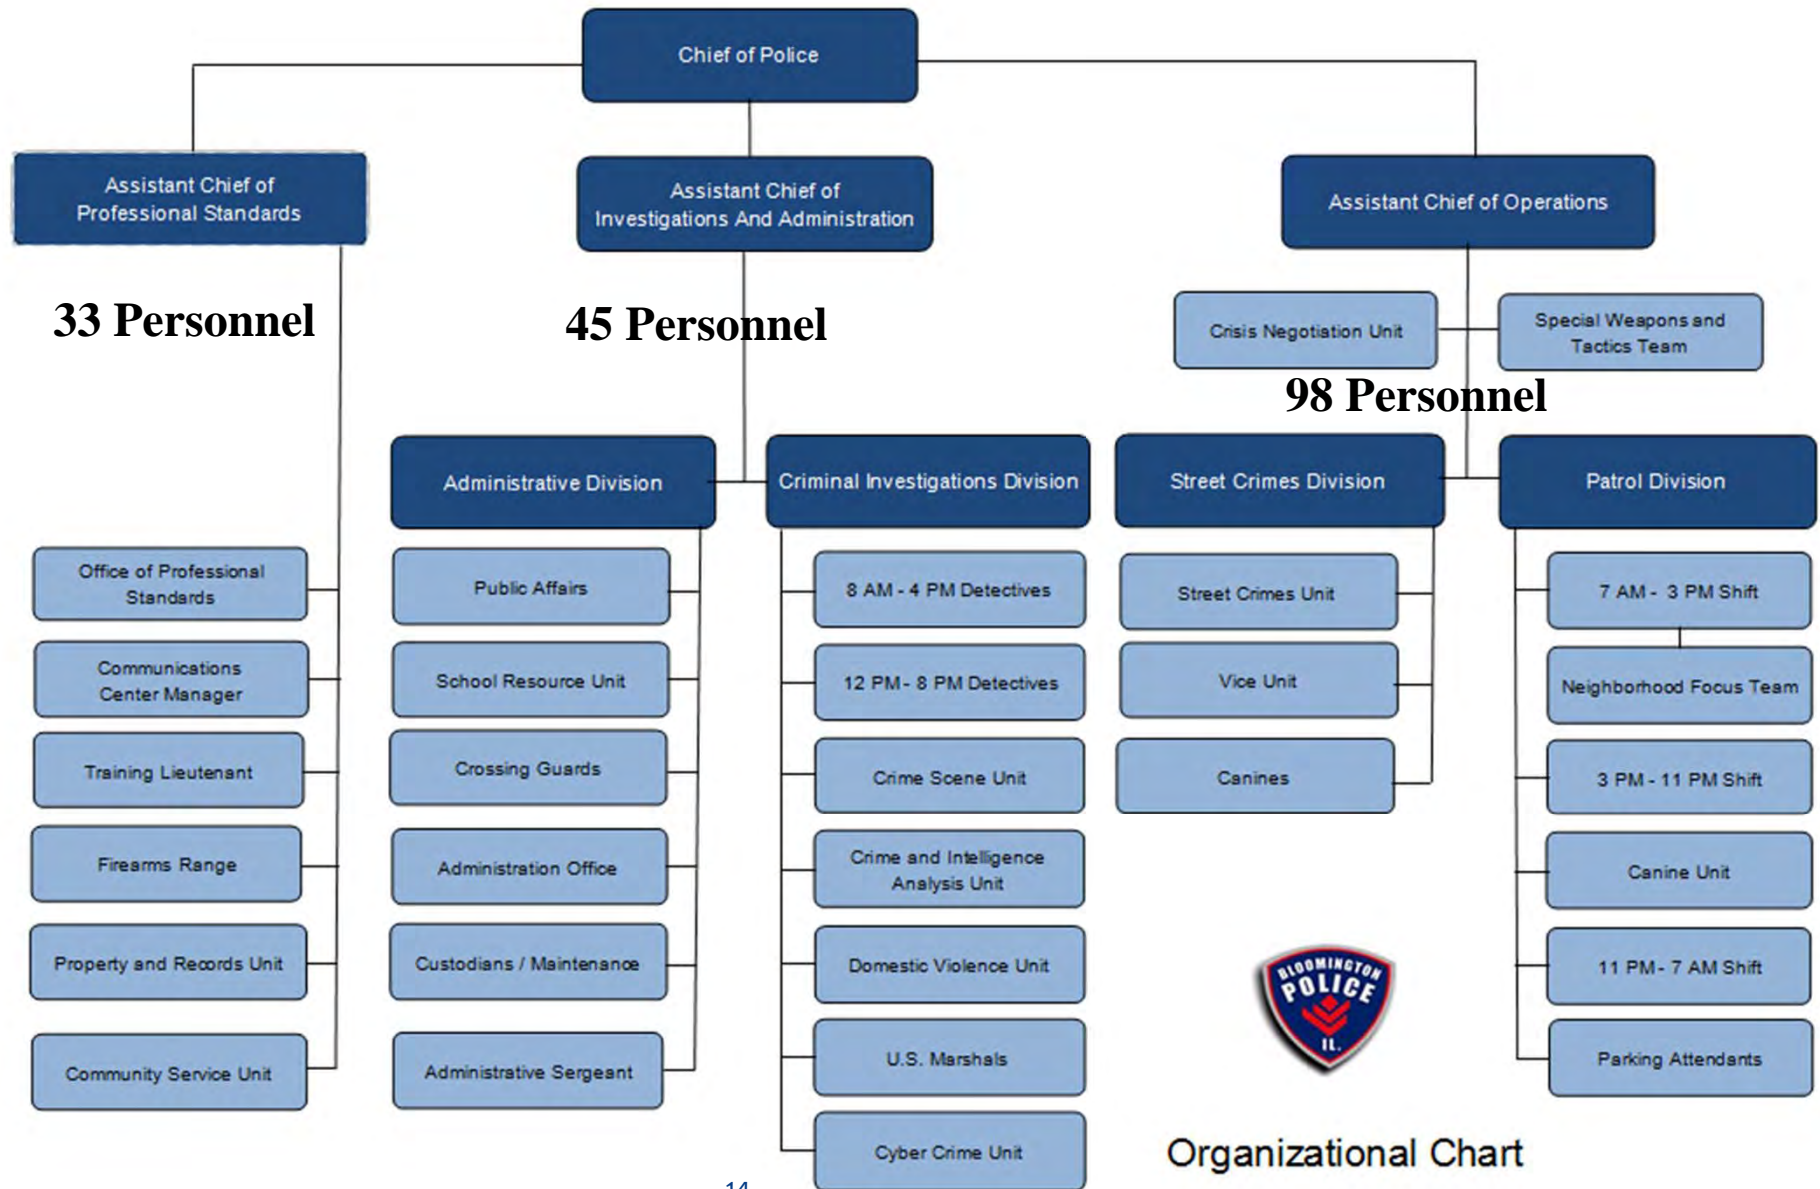 Chief of Police
Assistant Chief of
Professional Standards
Assistant Chief of
Investigations And Administration
Assistant Chief of Operations
33 Personnel
45 Personnel
Crisis Negotiation Unit
Special Weapons and
Tactics Team
98 Personnel
Administrative Division
Criminal Investigations Division
Street Crimes Division
Patrol Division
Office of Professional
Standards
Communications
Center Manager
Training Lieutenant
Firearms Range
Property and Records Unit
Community Service Unit
Public Affairs
School Resource Unit
Crossing Guards
Administration Office
Custodians / Maintenance
Administrative Sergeant
8 AM - 4 PM Detectives
12 PM - 8 PM Detectives
Crime Scene Unit
Crime and Intelligence
Analysis Unit
Domestic Violence Unit
U.S. Marshals
Cyber Crime Unit
Street Crimes Unit
Vice Unit
Canines
7 AM - 3 PM Shift
Neighborhood Focus Team
3 PM - 11 PM Shift
Canine Unit
11 PM - 7 AM Shift
Parking Attendants
BLOOMINGTON
POLICE
IL.
Organizational Chart
14